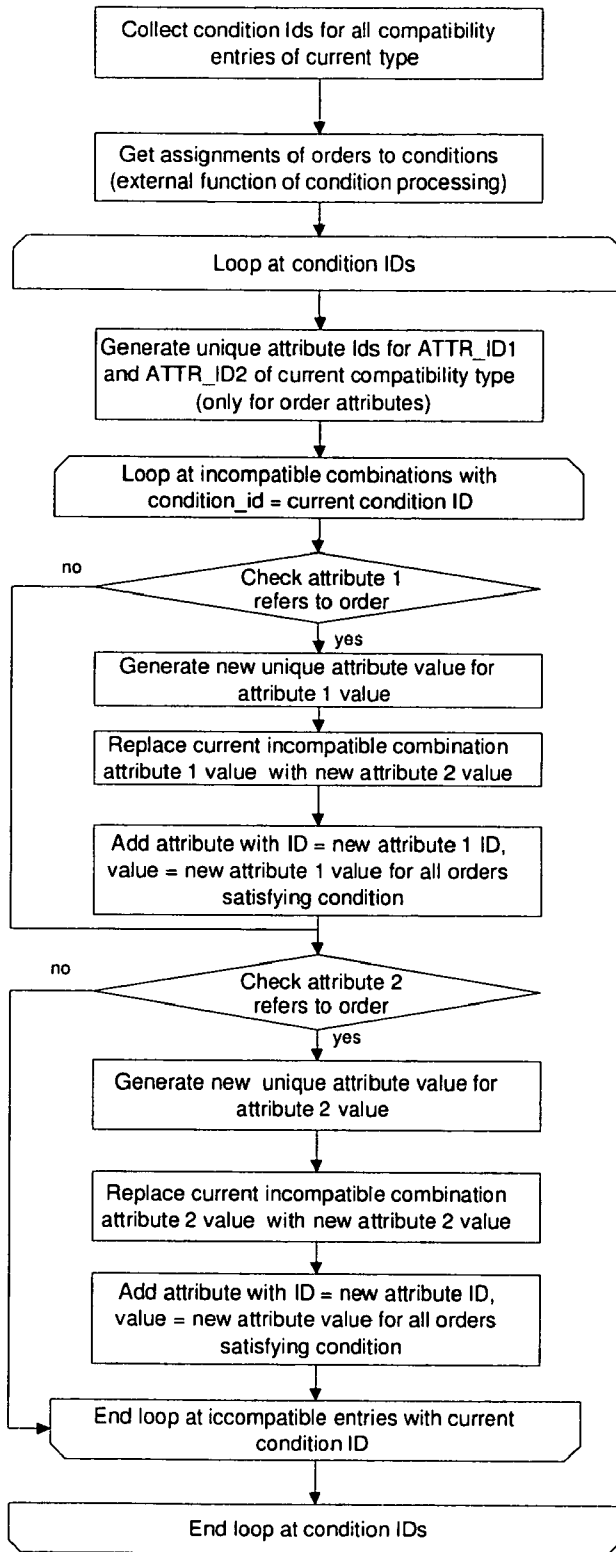 Collect condition Ids for all compatibility
entries of current type
Get assignments of orders to conditions
(external function of condition processing)
Loop at condition IDs
Generate unique attribute Ids for ATTR_ID1
and ATTR_ID2 of current compatibility type
(only for order attributes)
Loop at incompatible combinations with
condition_id = current condition ID
no
Check attribute 1
refers to order
yes
Generate new unique attribute value for
attribute 1 value
Replace current incompatible combination
attribute 1 value with new attribute 2 value
Add attribute with ID = new attribute 1 ID,
value = new attribute 1 value for all orders
satisfying condition
no
Check attribute 2
refers to order
yes
Generate new unique attribute value for
attribute 2 value
Replace current incompatible combination
attribute 2 value with new attribute 2 value
Add attribute with ID = new attribute ID,
value = new attribute value for all orders
satisfying condition
End loop at iccompatible entries with current
condition ID
End loop at condition IDs